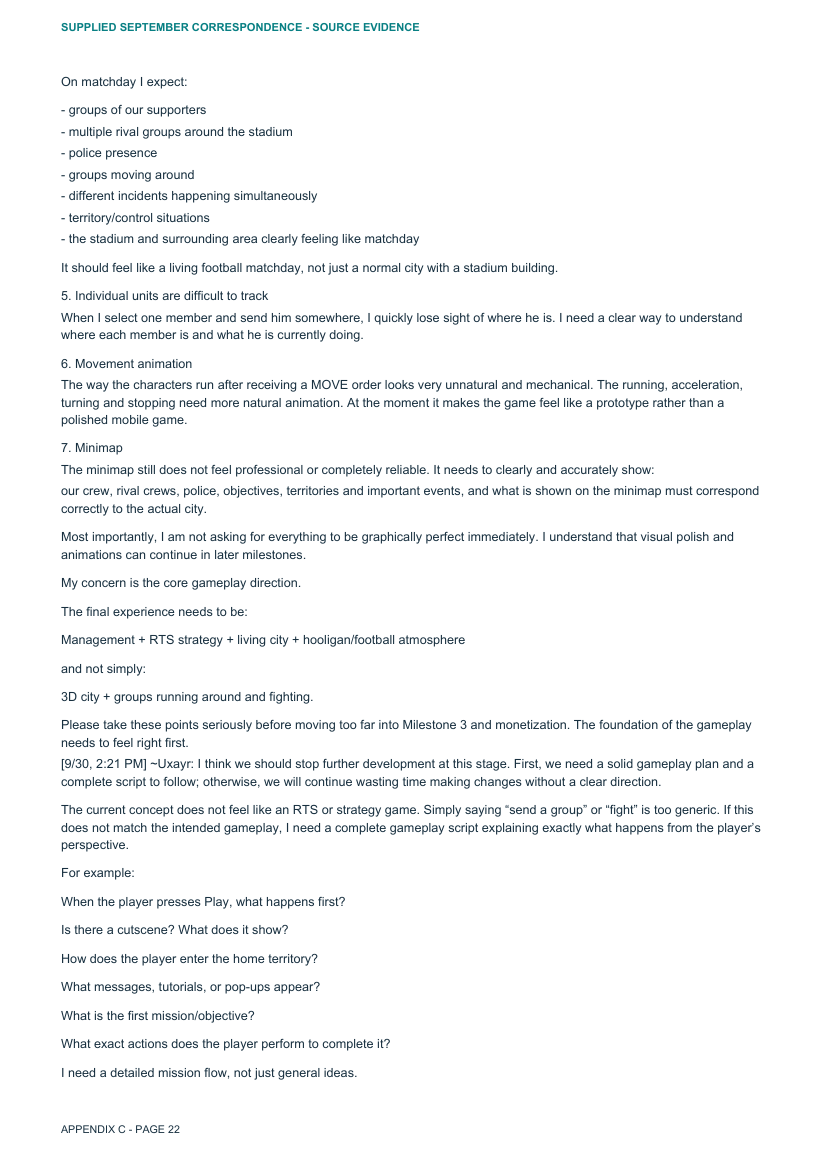 SUPPLIED SEPTEMBER CORRESPONDENCE - SOURCE EVIDENCE
On matchday I expect:
- groups of our supporters
- multiple rival groups around the stadium
- police presence
- groups moving around
- different incidents happening simultaneously
- territory/control situations
- the stadium and surrounding area clearly feeling like matchday
It should feel like a living football matchday, not just a normal city with a stadium building.
5. Individual units are difficult to track
When I select one member and send him somewhere, I quickly lose sight of where he is. I need a clear way to understand
where each member is and what he is currently doing.
6. Movement animation
The way the characters run after receiving a MOVE order looks very unnatural and mechanical. The running, acceleration,
turning and stopping need more natural animation. At the moment it makes the game feel like a prototype rather than a
polished mobile game.
7. Minimap
The minimap still does not feel professional or completely reliable. It needs to clearly and accurately show:
our crew, rival crews, police, objectives, territories and important events, and what is shown on the minimap must correspond
correctly to the actual city.
Most importantly, I am not asking for everything to be graphically perfect immediately. I understand that visual polish and
animations can continue in later milestones.
My concern is the core gameplay direction.
The final experience needs to be:
Management + RTS strategy + living city + hooligan/football atmosphere
and not simply:
3D city + groups running around and fighting.
Please take these points seriously before moving too far into Milestone 3 and monetization. The foundation of the gameplay
needs to feel right first.
[9/30, 2:21 PM] ~Uxayr: I think we should stop further development at this stage. First, we need a solid gameplay plan and a
complete script to follow; otherwise, we will continue wasting time making changes without a clear direction.
The current concept does not feel like an RTS or strategy game. Simply saying “send a group” or “fight” is too generic. If this
does not match the intended gameplay, I need a complete gameplay script explaining exactly what happens from the player’s
perspective.
For example:
When the player presses Play, what happens first?
Is there a cutscene? What does it show?
How does the player enter the home territory?
What messages, tutorials, or pop-ups appear?
What is the first mission/objective?
What exact actions does the player perform to complete it?
I need a detailed mission flow, not just general ideas.
APPENDIX C - PAGE 22